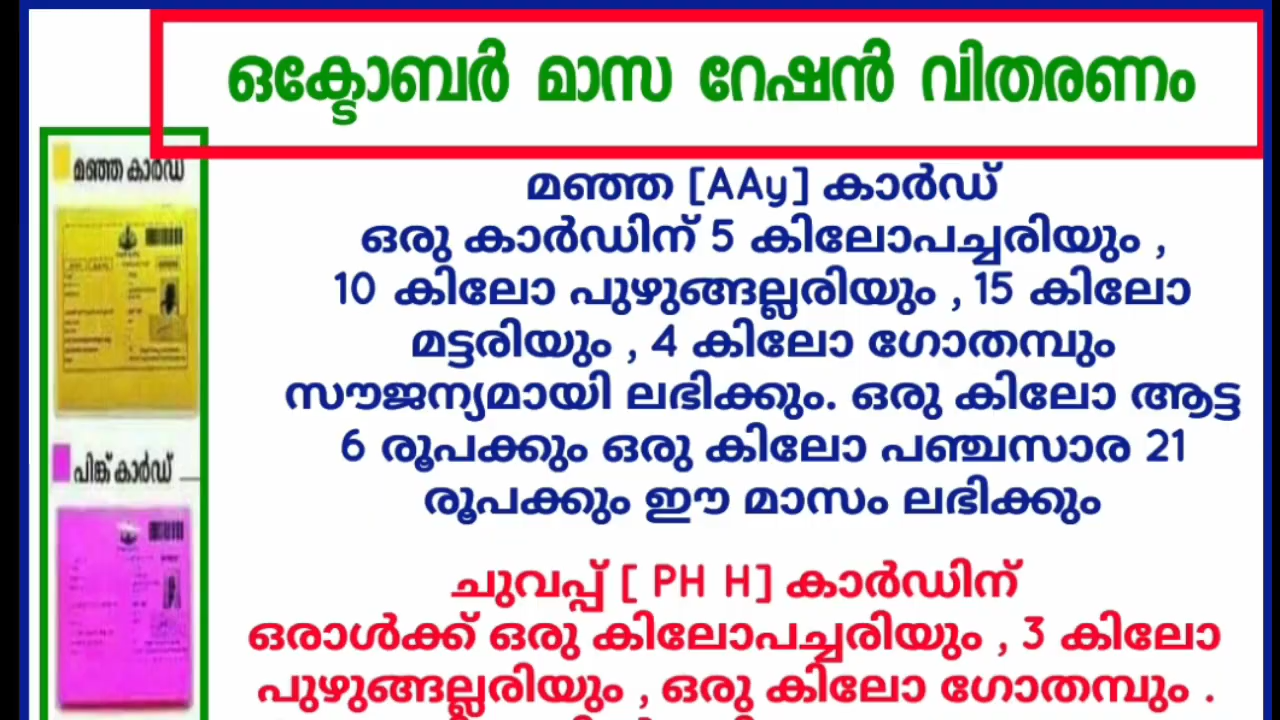 ഒക്ടോബർ മാസ റേഷൻ വിതരണം
മഞ്ഞ കാർഡ്
മഞ്ഞ [AAy] കാർഡ്
ഒരു കാർഡിന് 5 കിലോപച്ചരിയും ,
10 കിലോ പുഴുങ്ങല്ലരിയും , 15 കിലോ
മട്ടരിയും , 4 കിലോ ഗോതമ്പും
സൗജന്യമായി ലഭിക്കും. ഒരു കിലോ ആട്ട
6 രൂപക്കും ഒരു കിലോ പഞ്ചസാര 21
രൂപക്കും ഈ മാസം ലഭിക്കും
പിങ്ക് കാർഡ്
ചുവപ്പ് [ PH H] കാർഡിന്
ഒരാൾക്ക് ഒരു കിലോപച്ചരിയും , 3 കിലോ
പുഴുങ്ങല്ലരിയും , ഒരു കിലോ ഗോതമ്പും .